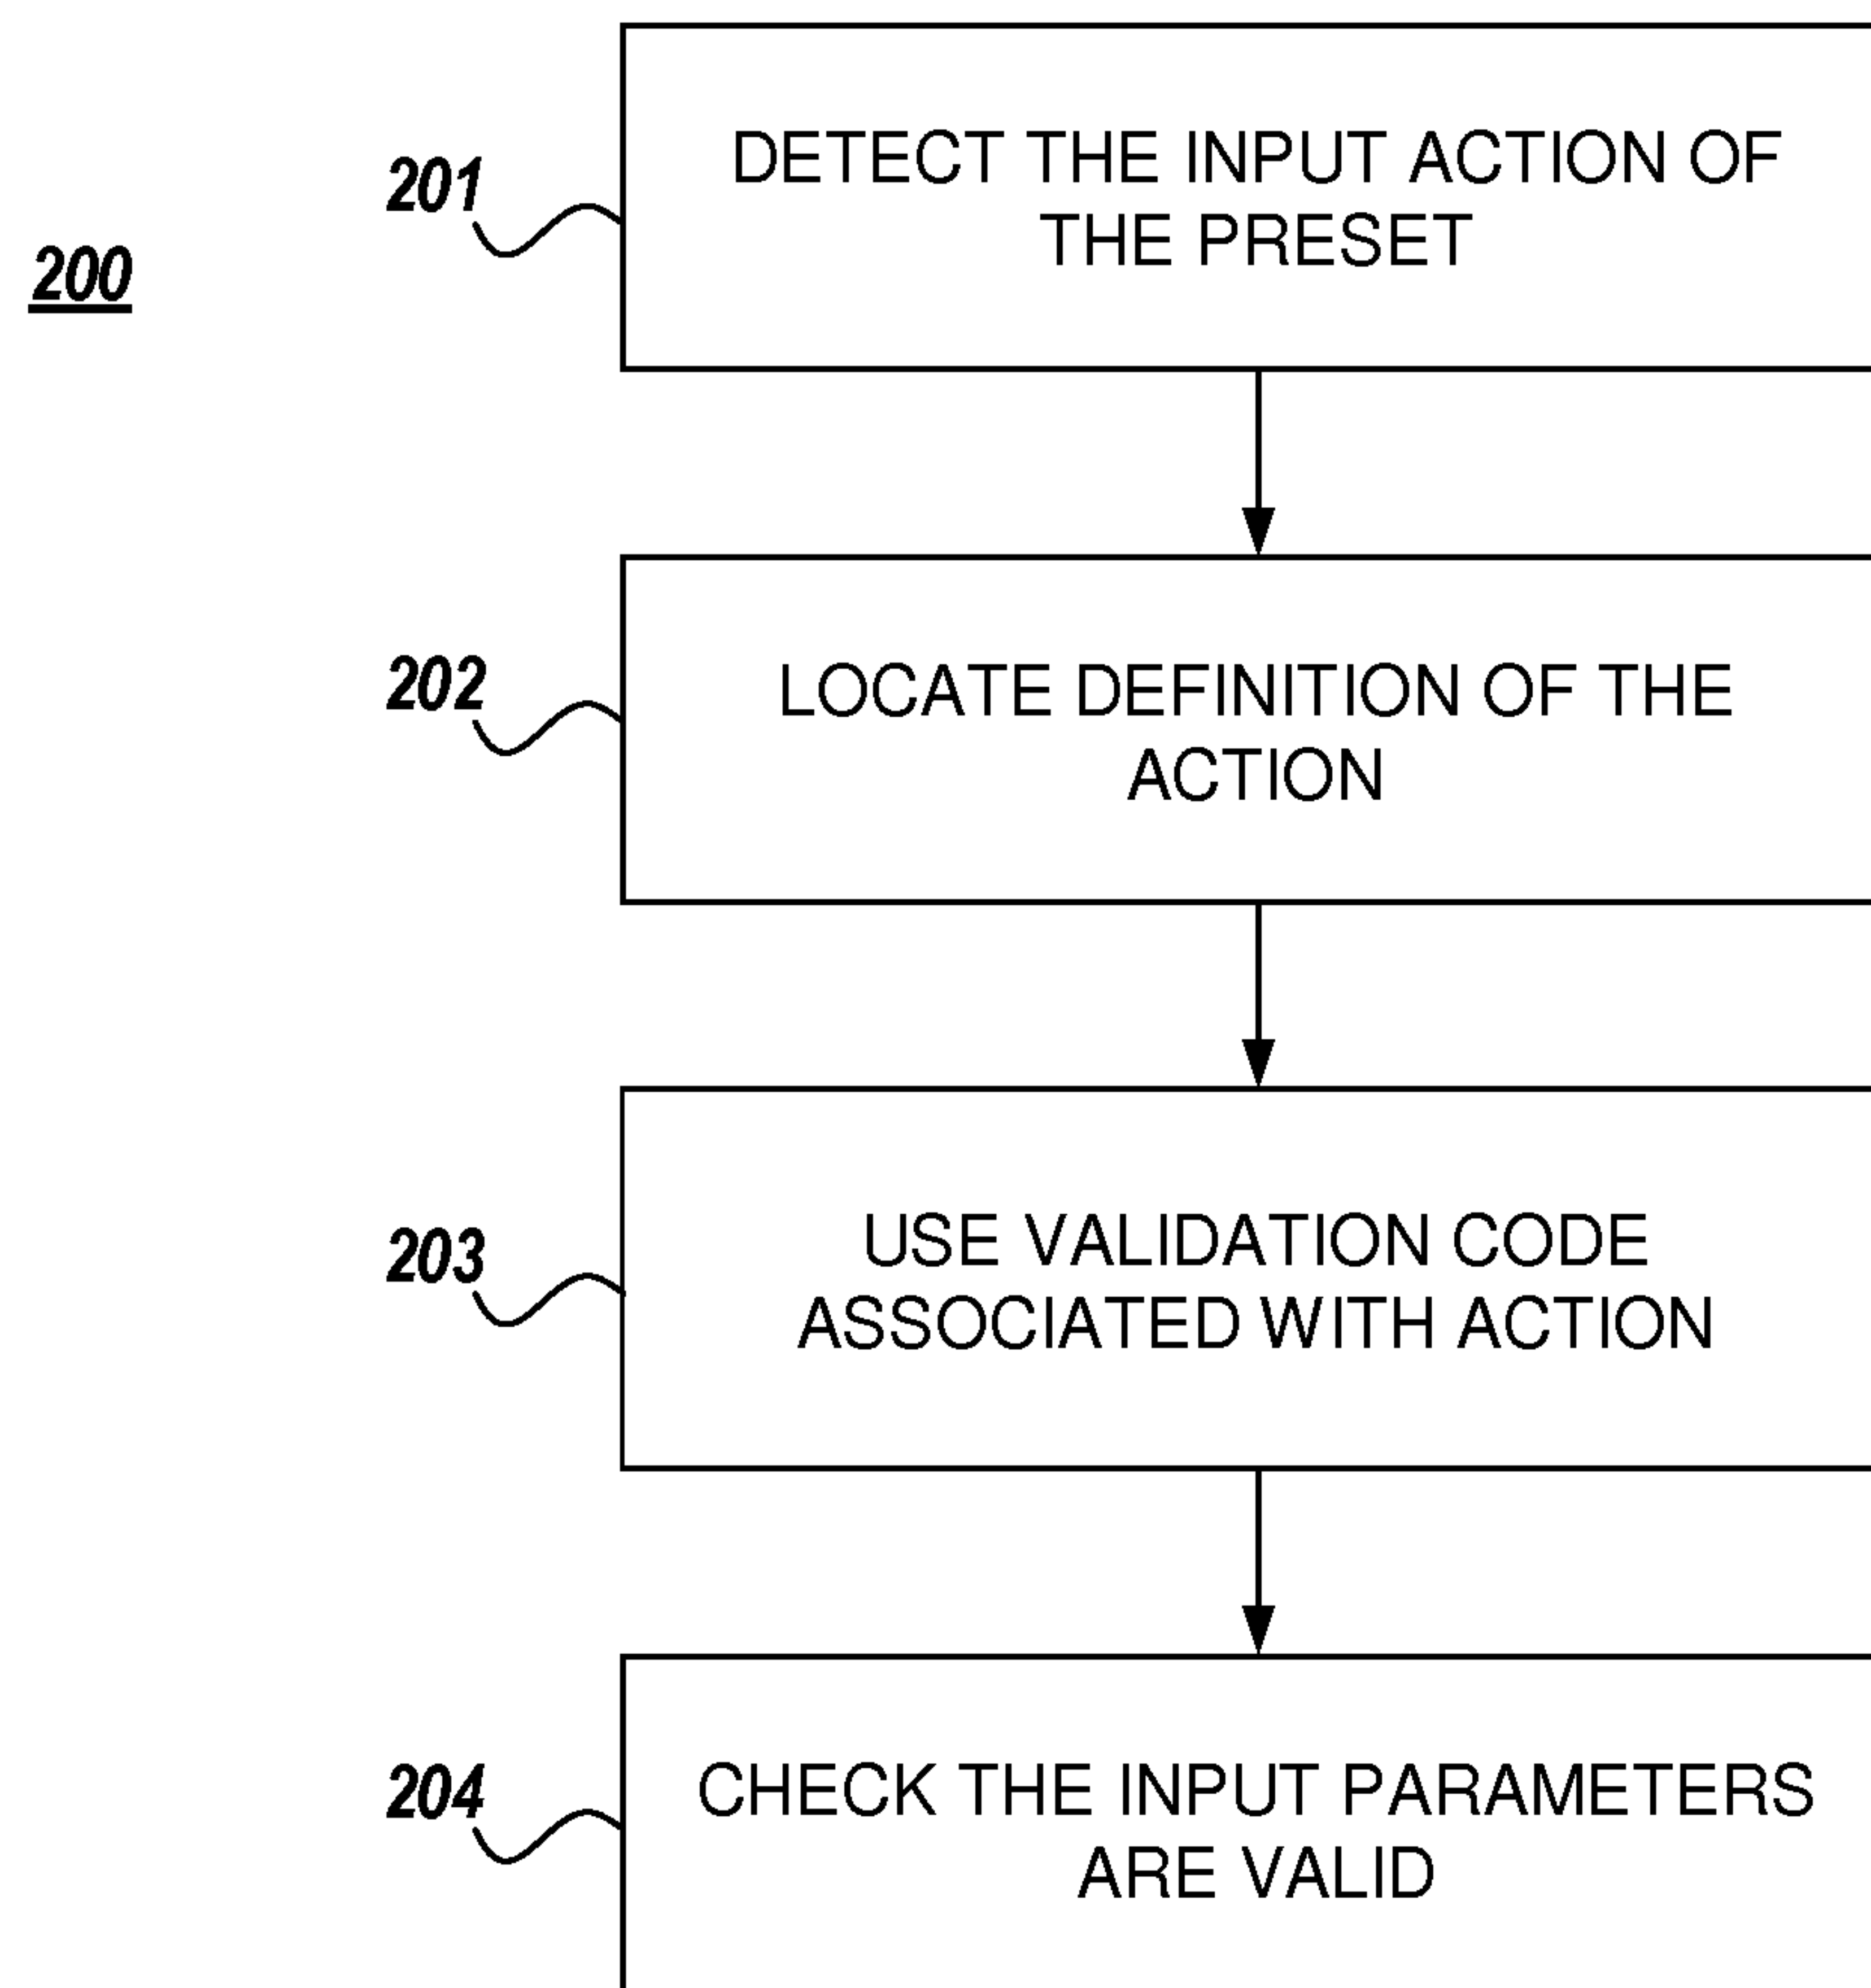 200
201
DETECT THE INPUT ACTION OF
THE PRESET
202
LOCATE DEFINITION OF THE
ACTION
203
USE VALIDATION CODE
ASSOCIATED WITH ACTION
204
CHECK THE INPUT PARAMETERS
ARE VALID